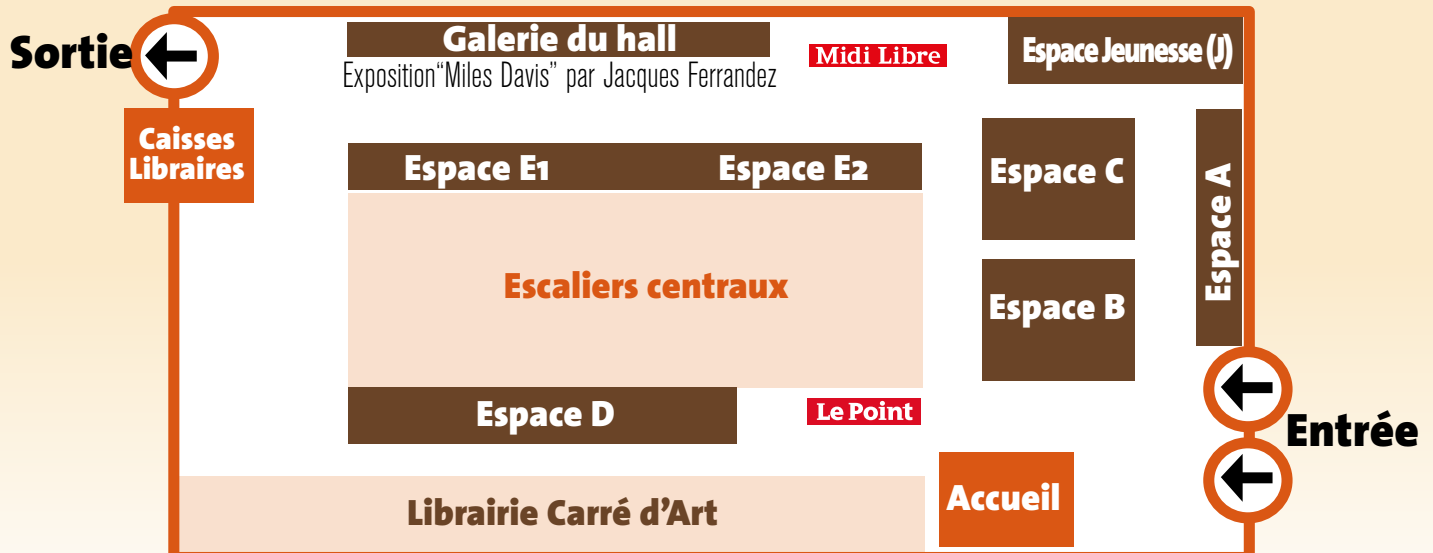 Sortie
Galerie du hall
Exposition“Miles Davis” par Jacques Ferrandez
Midi Libre
Espace Jeunesse (J)
Caisses
Libraires
Espace E1
Espace E2
Espace C
Espace A
Escaliers centraux
Espace B
Espace D
Le Point
Entrée
Accueil
Librairie Carré d’Art